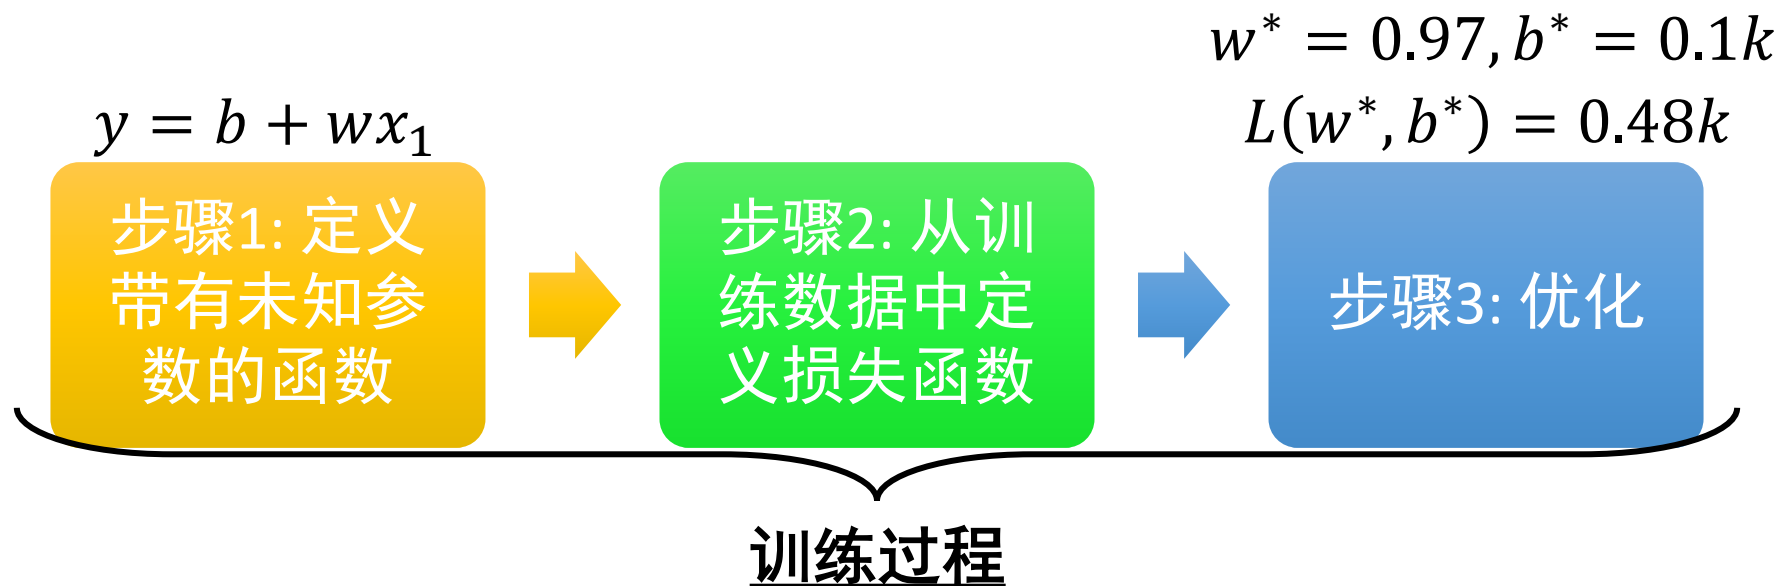 y = b + wx₁
w* = 0.97, b* = 0.1k
L(w*, b*) = 0.48k
步骤1: 定义
带有未知参
数的函数
步骤2: 从训
练数据中定
义损失函数
步骤3: 优化
训练过程